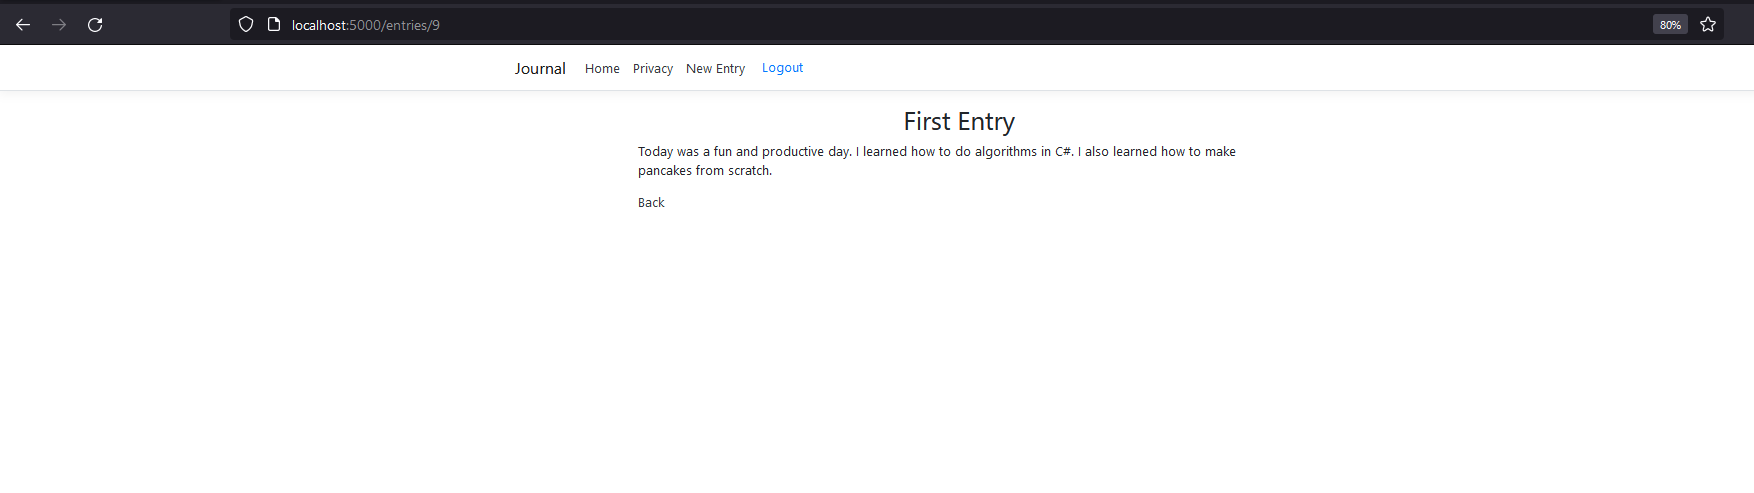 localhost:5000/entries/9
80%
Journal Home Privacy New Entry Logout
First Entry
Today was a fun and productive day. I learned how to do algorithms in C#. I also learned how to make
pancakes from scratch.
Back